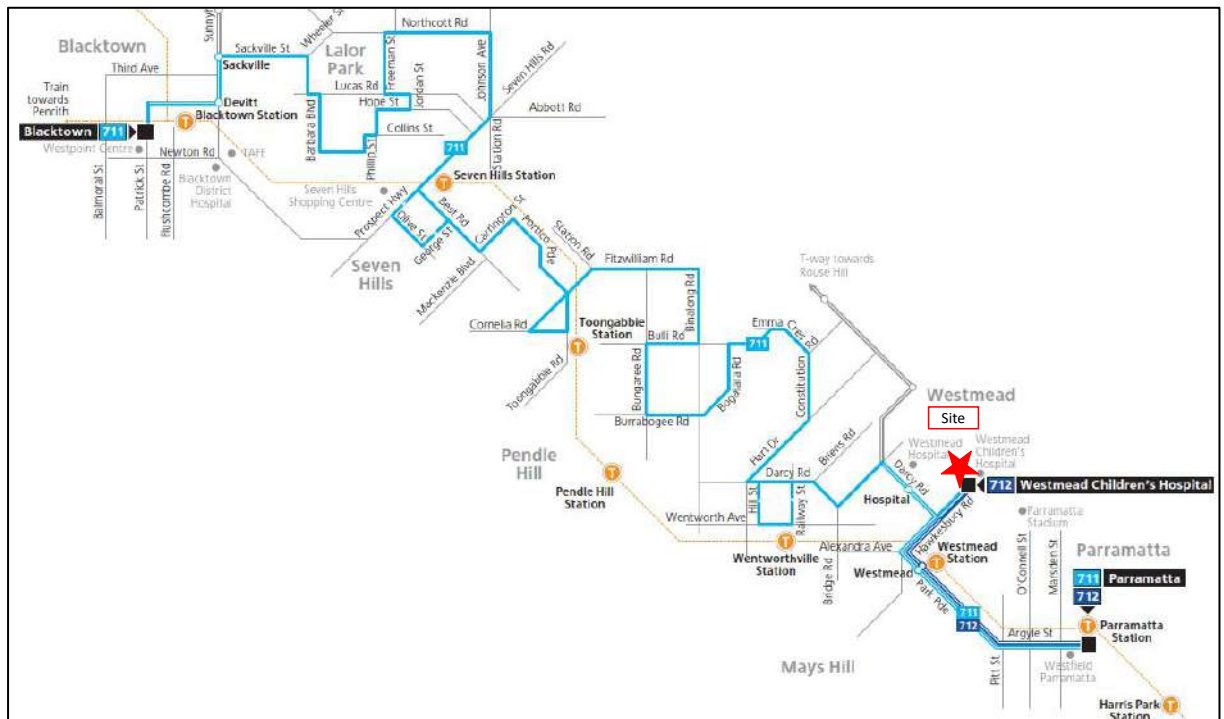 Blacktown
Sunny
Wheeler St
Northcott Rd
Sackville St
Lalor
Park
Sackville
Third Ave
Freeman St
Jordan St
Johnson Ave
Seven Hills Rd
Lucas Rd
Hope St
Abbott Rd
Train
towards
Penrith
Devitt
Blacktown Station
Barbara Blvd
Collins St
Phillip St
Station Rd
Blacktown 711
Westpoint Centre
Newton Rd
TAFE
711
Balmoral St
Patrick St
Flushcombe Rd
Blacktown
District
Hospital
Seven Hills
Shopping Centre
Seven Hills Station
Prospect Hwy
Olive St
George St
Best Rd
Carfington St
Portico Pde
Station Rd
Seven
Hills
Mackenzie Blvd
Fitzwilliam Rd
T-way towards
Rouse Hill
Cornelia Rd
Toongabbie
Station
Toongabbie Rd
Binalong Rd
Bulli Rd
Bungaree Rd
Burrabogee Rd
Bogalara Rd
711
Emma Cres
Rd
Constitution
Hart Dr
Briens Rd
Westmead
Site
Westmead
Hospital
Westmead
Children's
Hospital
Pendle
Hill
Pendle Hill
Station
Darcy Rd
Darcy Rd
Hospital
712 Westmead Children's Hospital
Hill St
Railway St
Wentworth Ave
Hawkesbury Rd
Parramatta
Stadium
Wentworthville
Station
Alexandra Ave
Bridge Rd
Westmead
Westmead
Station
Park Pde
O'Connell St
Marsden St
Parramatta
711 Parramatta
712
711
712
Argyle St
Pitt St
Parramatta
Station
Westfield
Parramatta
Mays Hill
Harris Park
Station